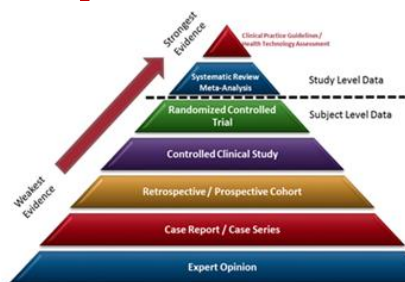 Strongest
Evidence
Clinical Practice Guidelines /
Health Technology Assessment
Systematic Review
Meta-Analysis
Study Level Data
Randomized Controlled
Trial
Subject Level Data
Controlled Clinical Study
Weakest
Evidence
Retrospective / Prospective Cohort
Case Report / Case Series
Expert Opinion